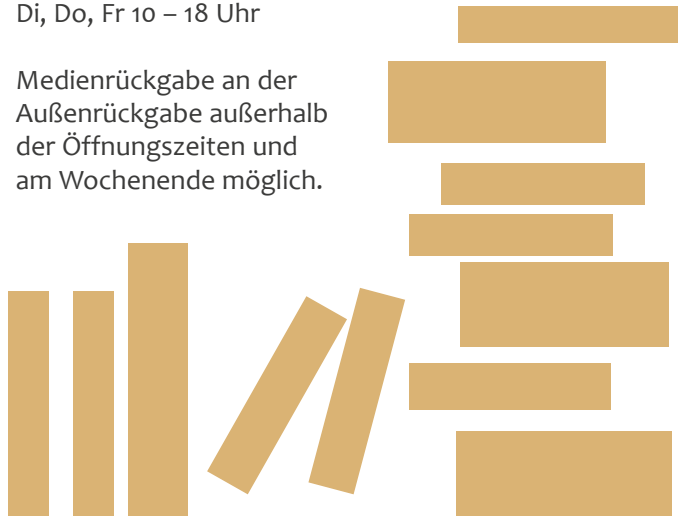 Di, Do, Fr 10 – 18 Uhr
Medienrückgabe an der
Außenrückgabe außerhalb
der Öffnungszeiten und
am Wochenende möglich.